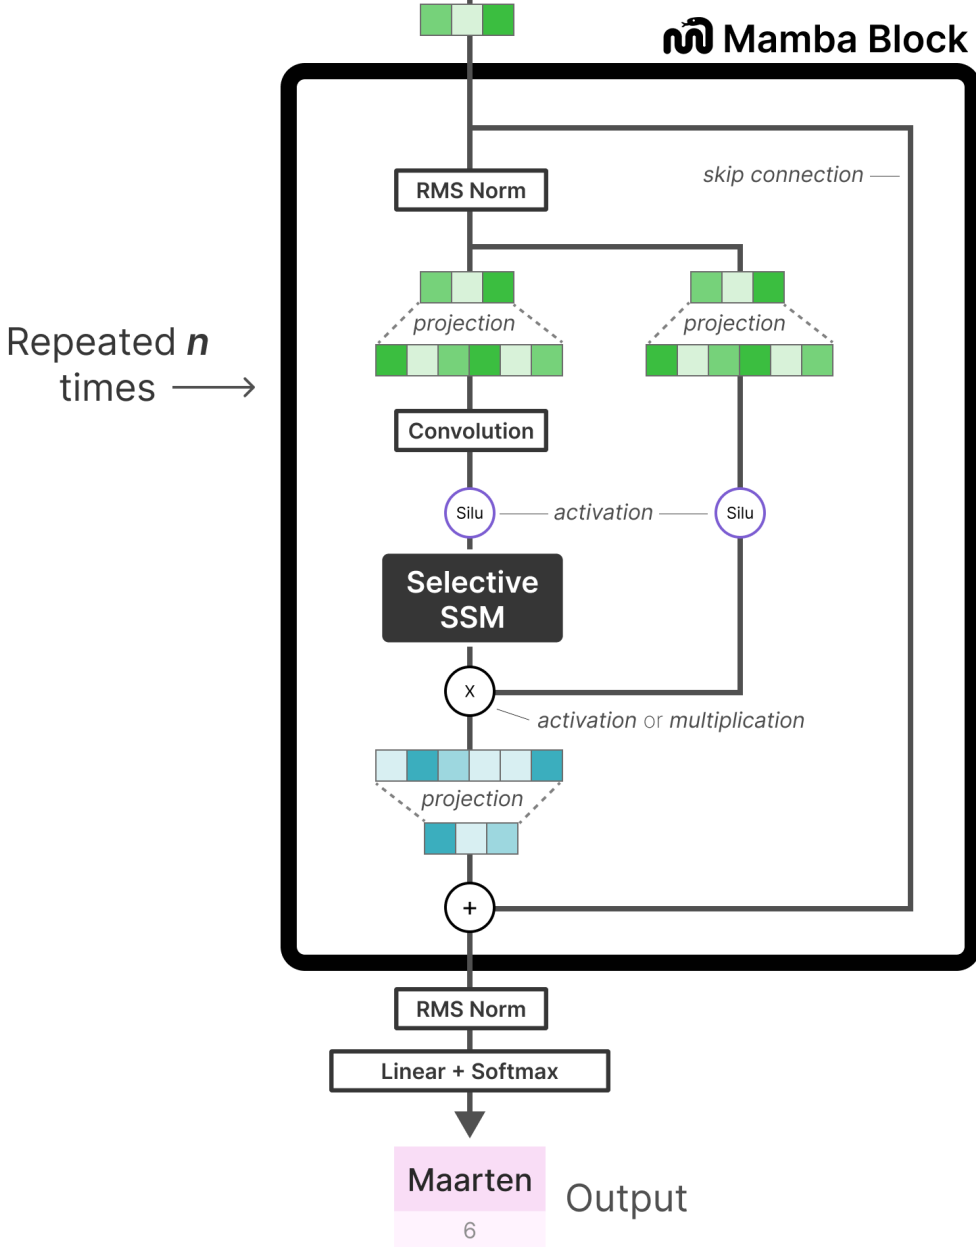 Mamba Block
skip connection
RMS Norm
projection
projection
Repeated n
times
Convolution
Silu
activation
Silu
Selective
SSM
X
activation or multiplication
projection
+
RMS Norm
Linear + Softmax
Maarten
Output
6